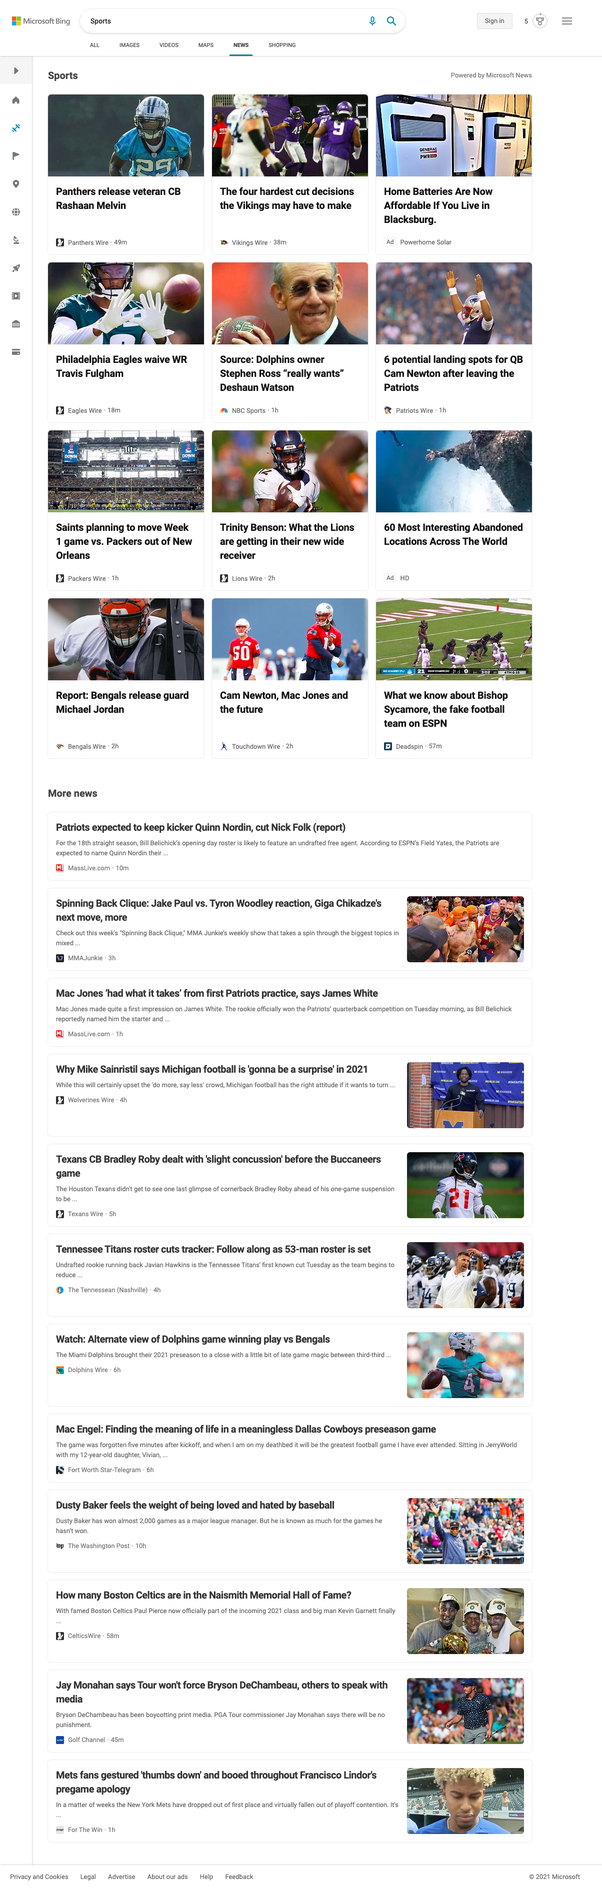 Microsoft Bing
Sports
Sign in
5
ALL
IMAGES
VIDEOS
MAPS
NEWS
SHOPPING
Sports
Powered by Microsoft News
Panthers release veteran CB
Rashaan Melvin
Panthers Wire · 49m
The four hardest cut decisions
the Vikings may have to make
Vikings Wire · 38m
Home Batteries Are Now
Affordable If You Live in
Blacksburg.
Ad Powerhome Solar
Philadelphia Eagles waive WR
Travis Fulgham
Eagles Wire · 18m
Source: Dolphins owner
Stephen Ross “really wants”
Deshaun Watson
NBC Sports · 1h
6 potential landing spots for QB
Cam Newton after leaving the
Patriots
Patriots Wire · 1h
Saints planning to move Week
1 game vs. Packers out of New
Orleans
Packers Wire · 1h
Trinity Benson: What the Lions
are getting in their new wide
receiver
Lions Wire · 2h
60 Most Interesting Abandoned
Locations Across The World
Ad HD
Report: Bengals release guard
Michael Jordan
Bengals Wire · 2h
50
Cam Newton, Mac Jones and
the future
Touchdown Wire · 2h
What we know about Bishop
Sycamore, the fake football
team on ESPN
Deadspin · 57m
More news
Patriots expected to keep kicker Quinn Nordin, cut Nick Folk (report)
For the 18th straight season, Bill Belichick's opening day roster is likely to feature an undrafted free agent. According to ESPN's Field Yates, the Patriots are
expected to name Quinn Nordin their ...
MassLive.com · 10m
Spinning Back Clique: Jake Paul vs. Tyron Woodley reaction, Giga Chikadze's
next move, more
Check out this week's "Spinning Back Clique," MMA Junkie's weekly show that takes a spin through the biggest topics in
mixed ...
MMAJunkie · 3h
Mac Jones ‘had what it takes’ from first Patriots practice, says James White
Mac Jones made quite a first impression on James White. The rookie officially won the Patriots' quarterback competition on Tuesday morning, as Bill Belichick
reportedly named him the starter and ...
MassLive.com · 1h
Why Mike Sainristil says Michigan football is 'gonna be a surprise' in 2021
While this will certainly upset the 'do more, say less' crowd, Michigan football has the right attitude if it wants to turn ...
Wolverines Wire · 4h
Texans CB Bradley Roby dealt with 'slight concussion' before the Buccaneers
game
The Houston Texans didn't get to see one last glimpse of cornerback Bradley Roby ahead of his one-game suspension
to be ...
Texans Wire · 5h
21
Tennessee Titans roster cuts tracker: Follow along as 53-man roster is set
Undrafted rookie running back Javian Hawkins is the Tennessee Titans' first known cut Tuesday as the team begins to
reduce ...
The Tennessean (Nashville) · 4h
Watch: Alternate view of Dolphins game winning play vs Bengals
The Miami Dolphins brought their 2021 preseason to a close with a little bit of late game magic between third-third ...
Dolphins Wire · 6h
Mac Engel: Finding the meaning of life in a meaningless Dallas Cowboys preseason game
The game was forgotten five minutes after kickoff, and when I am on my deathbed it will be the greatest football game I have ever attended. Sitting in JerryWorld
with my 12-year-old daughter, Vivian, ...
Fort Worth Star-Telegram · 6h
Dusty Baker feels the weight of being loved and hated by baseball
Dusty Baker has won almost 2,000 games as a major league manager. But he is known as much for the games he
hasn't won.
The Washington Post · 10h
How many Boston Celtics are in the Naismith Memorial Hall of Fame?
With famed Boston Celtics Paul Pierce now officially part of the incoming 2021 class and big man Kevin Garnett finally
...
CelticsWire · 58m
Jay Monahan says Tour won't force Bryson DeChambeau, others to speak with
media
Bryson DeChambeau has been boycotting print media. PGA Tour commissioner Jay Monahan says there will be no
punishment.
Golf Channel · 45m
Mets fans gestured 'thumbs down' and booed throughout Francisco Lindor's
pregame apology
In a matter of weeks the New York Mets have dropped out of first place and virtually fallen out of playoff contention. It's
...
For The Win · 1h
Privacy and Cookies
Legal
Advertise
About our ads
Help
Feedback
© 2021 Microsoft